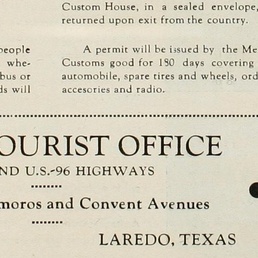 Custom House, in a sealed envelope,
returned upon exit from the country.
people
whe-
bus or
ds will
A permit will be issued by the Me
Customs good for 180 days covering
automobile, spare tires and wheels, ord
accesories and radio.
OURIST OFFICE
ND U.S.-96 HIGHWAYS
moros and Convent Avenues
LAREDO, TEXAS